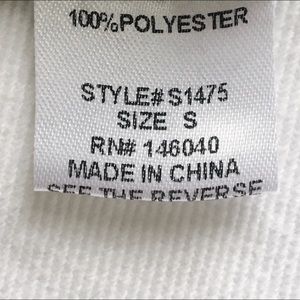 100%POLYESTER
STYLE# S1475
SIZE S
RN# 146040
MADE IN CHINA
SEE THE REVERSE